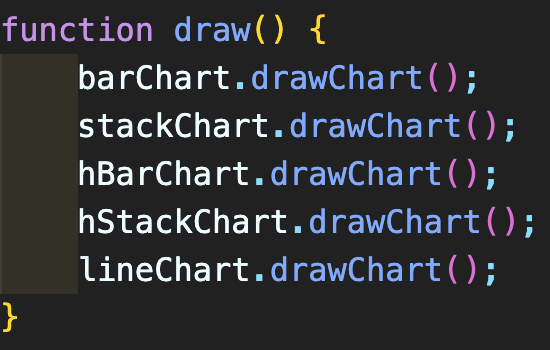 function draw() {
    barChart.drawChart();
    stackChart.drawChart();
    hBarChart.drawChart();
    hStackChart.drawChart();
    lineChart.drawChart();
}